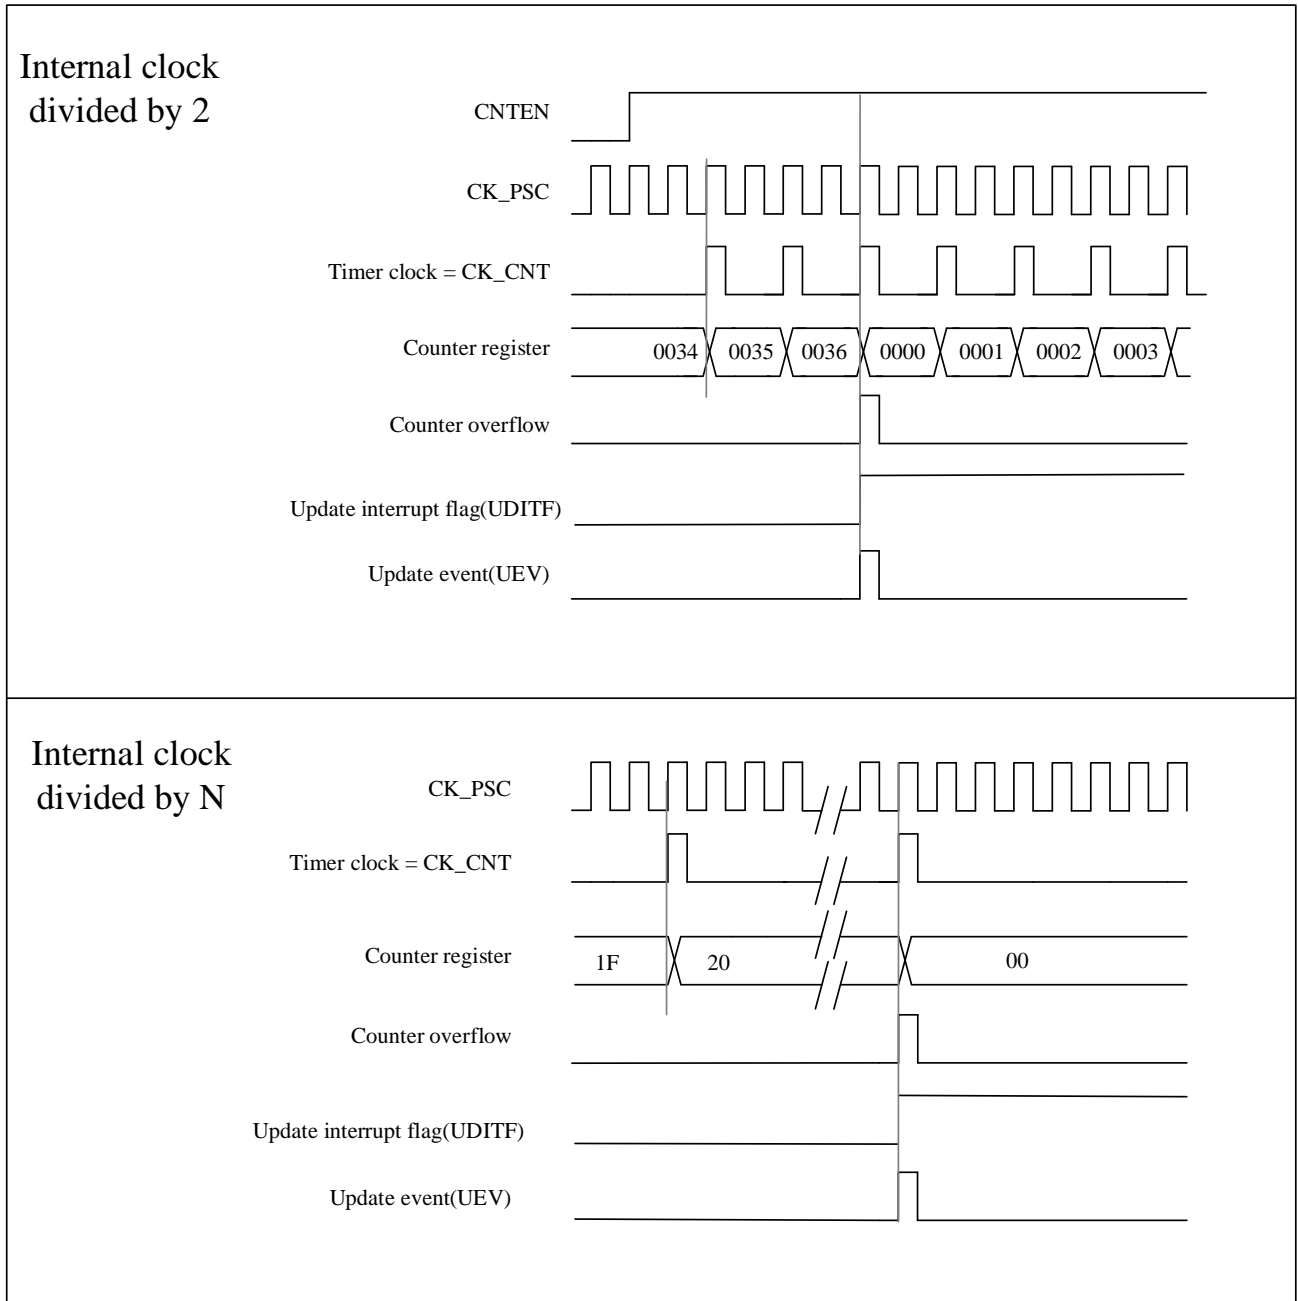 Internal clock
divided by 2
CNTEN
CK_PSC
Timer clock = CK_CNT
Counter register
0034 0035 0036 0000 0001 0002 0003
Counter overflow
Update interrupt flag(UDITF)
Update event(UEV)
Internal clock
divided by N
CK_PSC
Timer clock = CK_CNT
Counter register
1F 20 00
Counter overflow
Update interrupt flag(UDITF)
Update event(UEV)